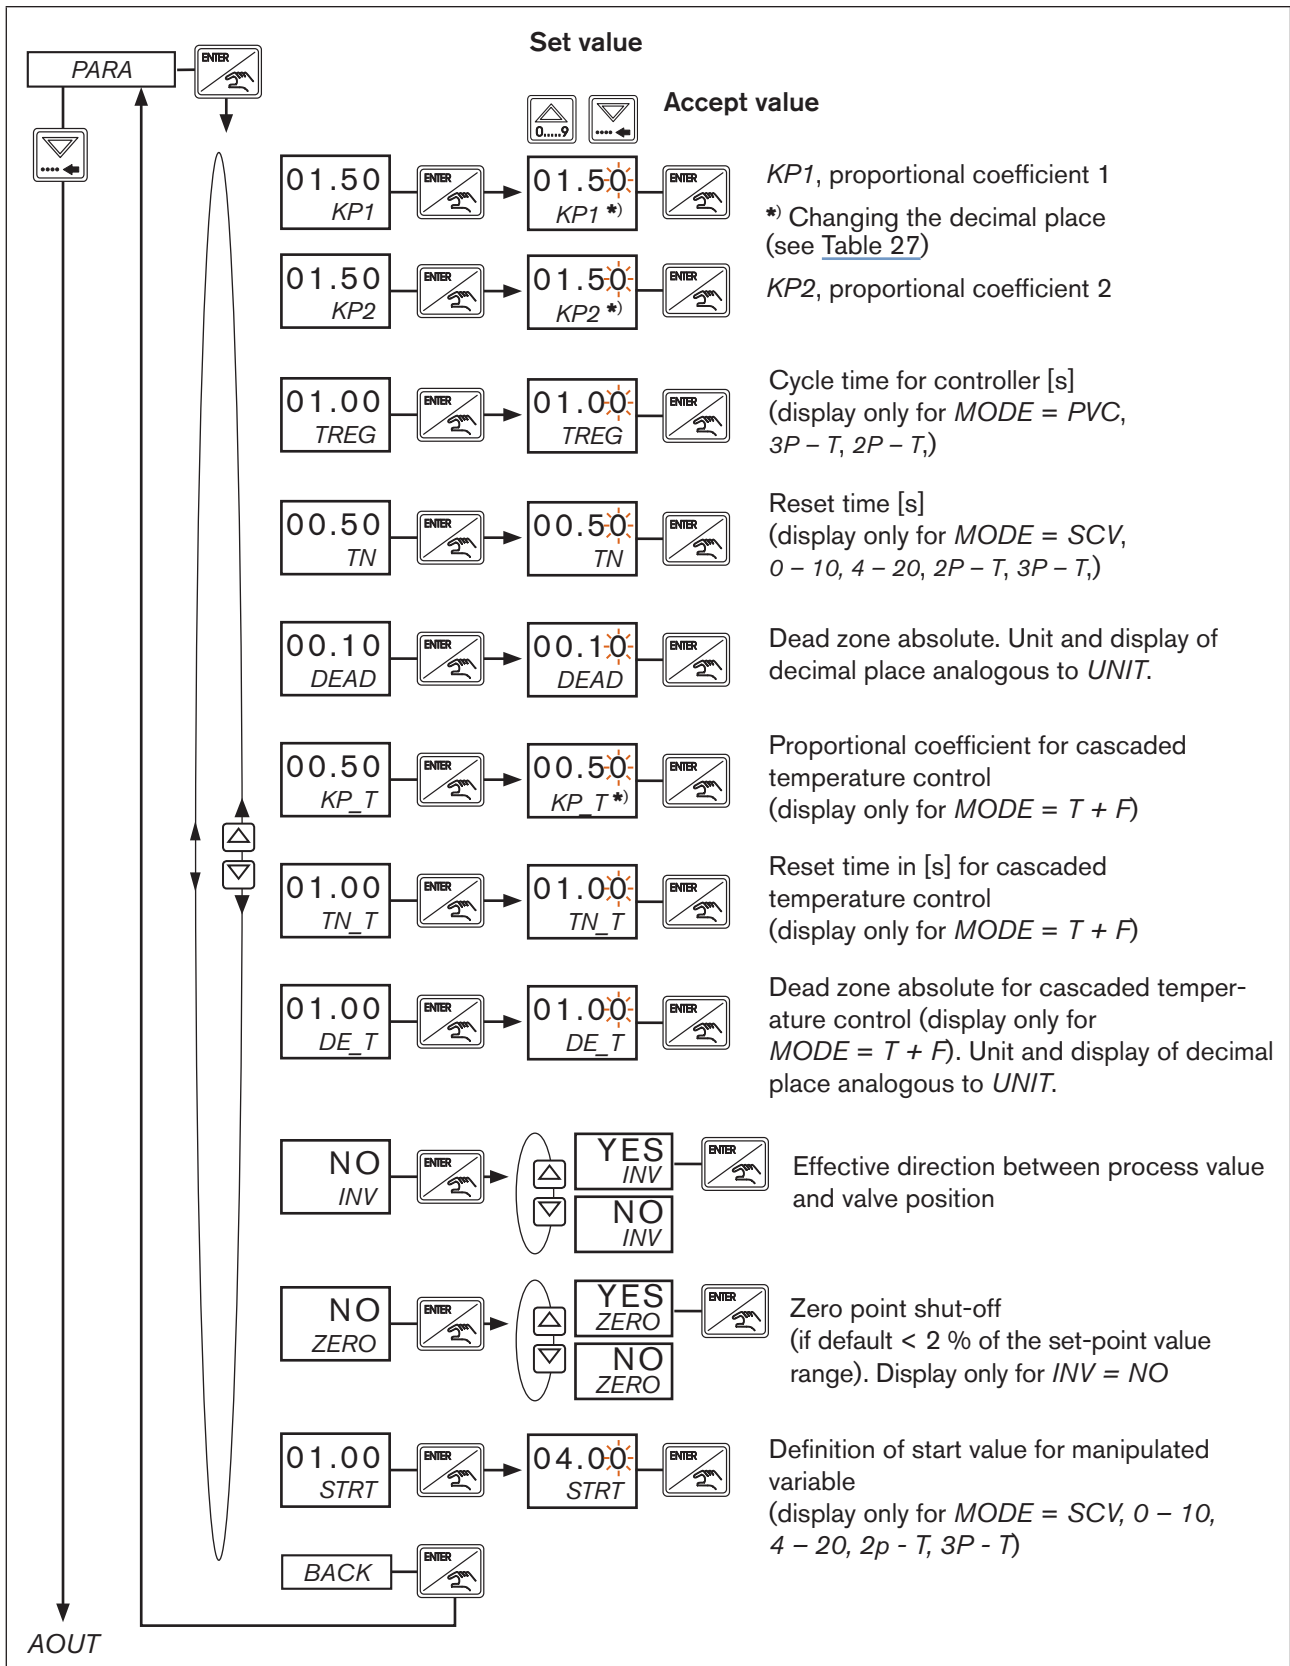 Set value
PARA
ENTER
Accept value
0.....9
....
....
01.50
KP1
ENTER
01.50
KP1 *)
ENTER
KP1, proportional coefficient 1
*) Changing the decimal place
(see Table 27)
01.50
KP2
ENTER
01.50
KP2 *)
ENTER
KP2, proportional coefficient 2
01.00
TREG
ENTER
01.00
TREG
ENTER
Cycle time for controller [s]
(display only for MODE = PVC,
3P – T, 2P – T,)
00.50
TN
ENTER
00.50
TN
ENTER
Reset time [s]
(display only for MODE = SCV,
0 – 10, 4 – 20, 2P – T, 3P – T,)
00.10
DEAD
ENTER
00.10
DEAD
ENTER
Dead zone absolute. Unit and display of
decimal place analogous to UNIT.
00.50
KP_T
ENTER
00.50
KP_T *)
ENTER
Proportional coefficient for cascaded
temperature control
(display only for MODE = T + F)
01.00
TN_T
ENTER
01.00
TN_T
ENTER
Reset time in [s] for cascaded
temperature control
(display only for MODE = T + F)
01.00
DE_T
ENTER
01.00
DE_T
ENTER
Dead zone absolute for cascaded temper-
ature control (display only for
MODE = T + F). Unit and display of decimal
place analogous to UNIT.
NO
INV
ENTER
YES
INV
NO
INV
ENTER
Effective direction between process value
and valve position
NO
ZERO
ENTER
YES
ZERO
NO
ZERO
ENTER
Zero point shut-off
(if default < 2 % of the set-point value
range). Display only for INV = NO
01.00
STRT
ENTER
04.00
STRT
ENTER
Definition of start value for manipulated
variable
(display only for MODE = SCV, 0 – 10,
4 – 20, 2p - T, 3P - T)
BACK
ENTER
AOUT